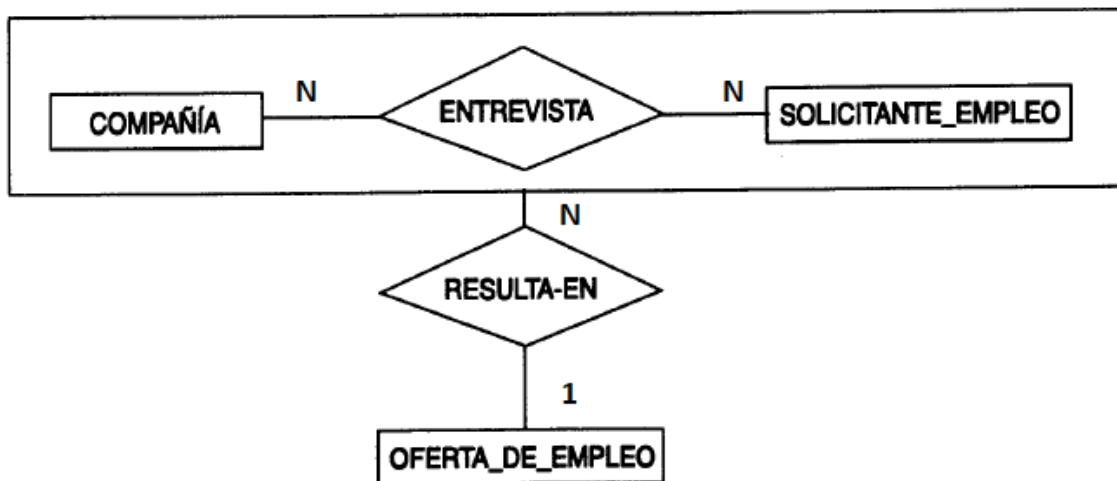 COMPAÑÍA N ENTREVISTA N SOLICITANTE_EMPLEO
N
RESULTA-EN
1
OFERTA_DE_EMPLEO